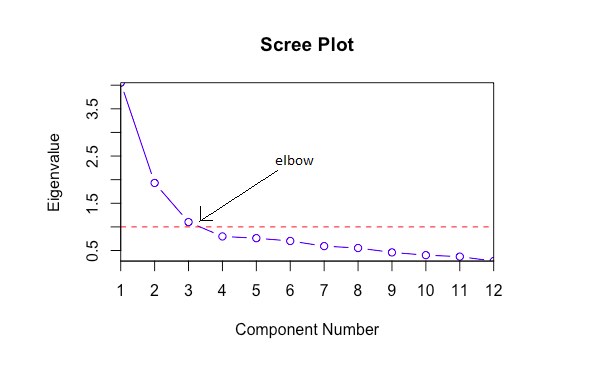 Scree Plot
3.5
2.5
1.5
0.5
Eigenvalue
elbow
1 2 3 4 5 6 7 8 9 10 11 12
Component Number